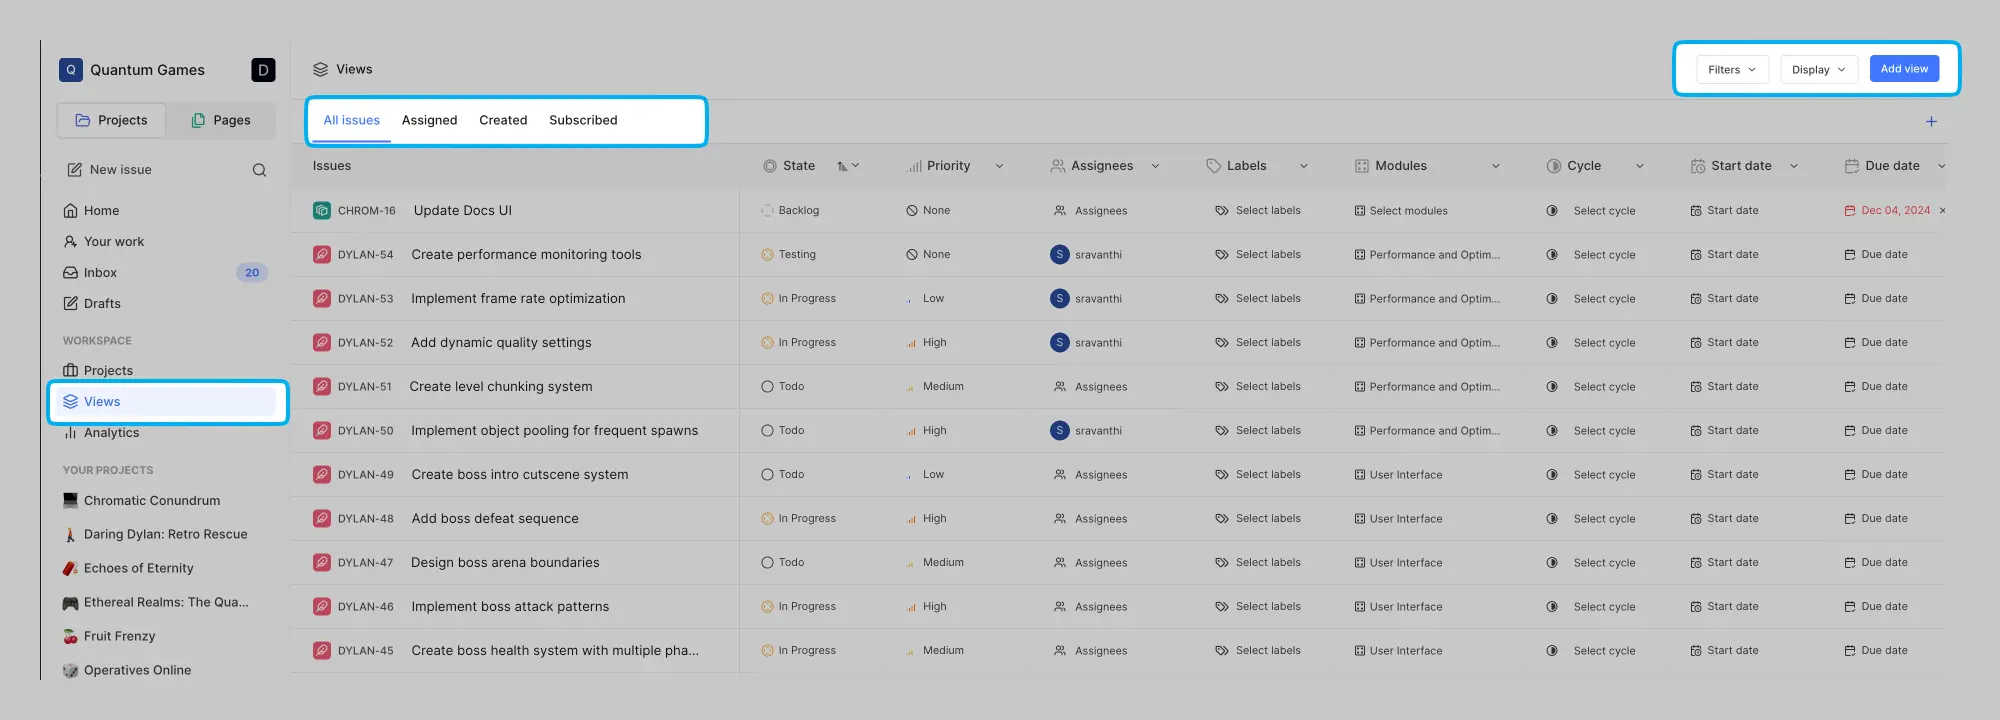 Q Quantum Games D
Projects Pages
New issue
Home
Your work
Inbox 20
Drafts
WORKSPACE
Projects
Views
Analytics
YOUR PROJECTS
Chromatic Conundrum
Daring Dylan: Retro Rescue
Echoes of Eternity
Ethereal Realms: The Qua...
Fruit Frenzy
Operatives Online
Views Filters Display Add view
All issues Assigned Created Subscribed +
Issues State Priority Assignees Labels Modules Cycle Start date Due date
CHROM-16 Update Docs UI Backlog None Assignees Select labels Select modules Select cycle Start date Dec 04, 2024 ×
DYLAN-54 Create performance monitoring tools Testing None S sravanthi Select labels Performance and Optim... Select cycle Start date Due date
DYLAN-53 Implement frame rate optimization In Progress Low S sravanthi Select labels Performance and Optim... Select cycle Start date Due date
DYLAN-52 Add dynamic quality settings In Progress High S sravanthi Select labels Performance and Optim... Select cycle Start date Due date
DYLAN-51 Create level chunking system Todo Medium Assignees Select labels Performance and Optim... Select cycle Start date Due date
DYLAN-50 Implement object pooling for frequent spawns Todo High S sravanthi Select labels Performance and Optim... Select cycle Start date Due date
DYLAN-49 Create boss intro cutscene system Todo Low Assignees Select labels User Interface Select cycle Start date Due date
DYLAN-48 Add boss defeat sequence In Progress High Assignees Select labels User Interface Select cycle Start date Due date
DYLAN-47 Design boss arena boundaries Todo Medium Assignees Select labels User Interface Select cycle Start date Due date
DYLAN-46 Implement boss attack patterns In Progress High Assignees Select labels User Interface Select cycle Start date Due date
DYLAN-45 Create boss health system with multiple pha... In Progress Medium Assignees Select labels User Interface Select cycle Start date Due date